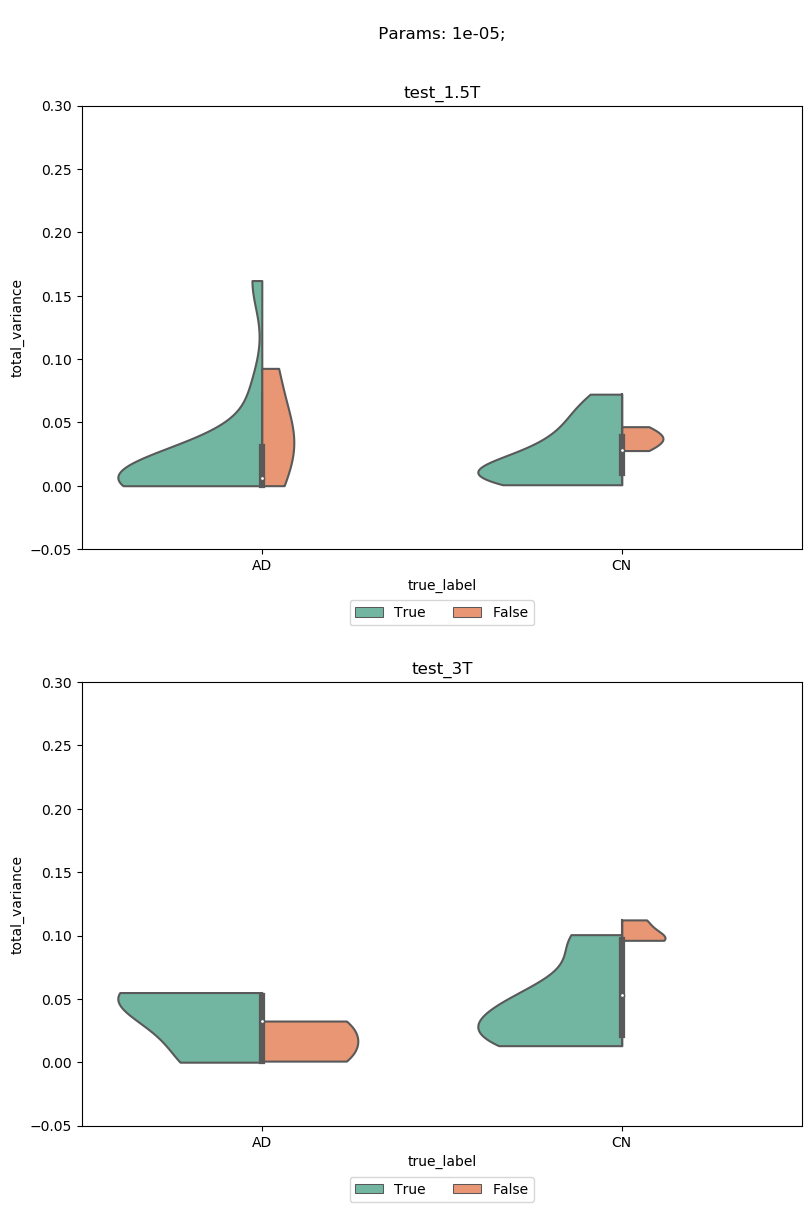 Params: 1e-05;
test_1.5T
0.30
0.25
0.20
0.15
0.10
0.05
0.00
−0.05
total_variance
AD CN
true_label
True False
test_3T
0.30
0.25
0.20
0.15
0.10
0.05
0.00
−0.05
total_variance
AD CN
true_label
True False